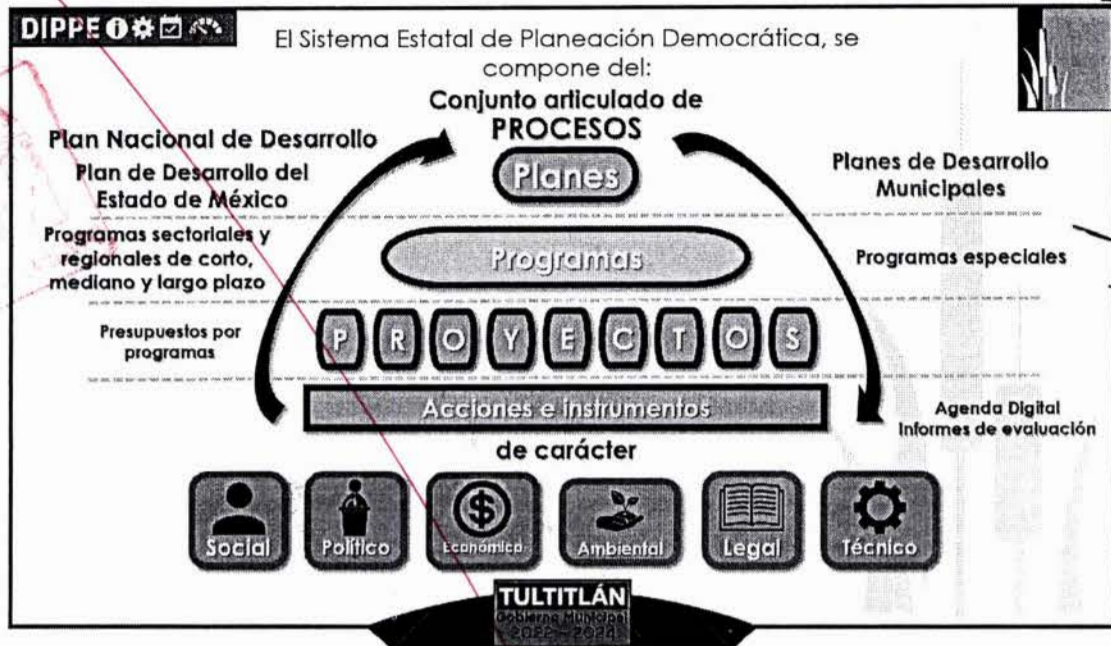 DIPPE
El Sistema Estatal de Planeación Democrática, se
compone del:
Conjunto articulado de
PROCESOS
Plan Nacional de Desarrollo
Plan de Desarrollo del
Estado de México
Planes
Planes de Desarrollo
Municipales
Programas sectoriales y
regionales de corto,
mediano y largo plazo
Programas
Programas especiales
Presupuestos por
programas
PROYECTOS
Acciones e instrumentos
Agenda Digital
Informes de evaluación
de carácter
Social
Político
Económico
Ambiental
Legal
Técnico
TULTITLÁN
Gobierno Municipal
2022 - 2024